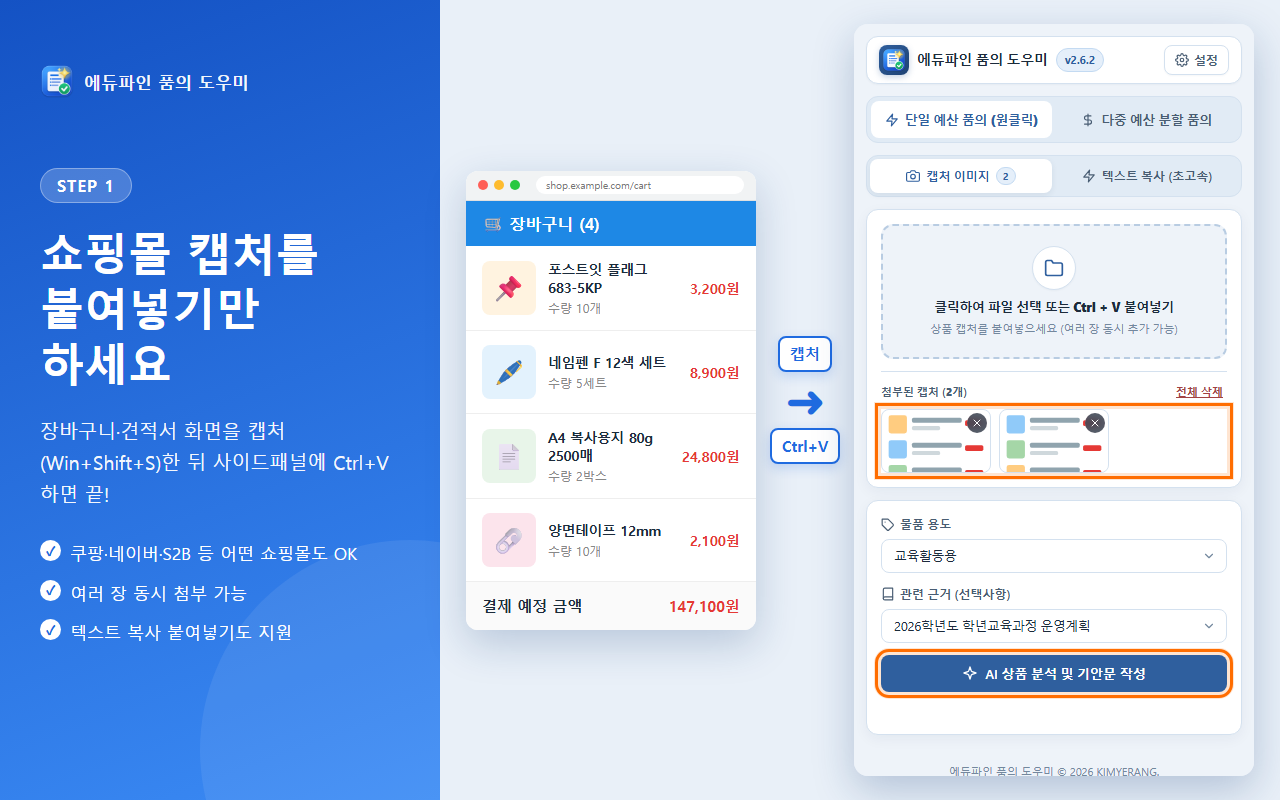 에듀파인 품의 도우미
STEP 1
쇼핑몰 캡처를
붙여넣기만
하세요
장바구니·견적서 화면을 캡처
(Win+Shift+S)한 뒤 사이드패널에 Ctrl+V
하면 끝!
쿠팡·네이버·S2B 등 어떤 쇼핑몰도 OK
여러 장 동시 첨부 가능
텍스트 복사 붙여넣기도 지원
shop.example.com/cart
장바구니 (4)
포스트잇 플래그
683-5KP
수량 10개
3,200원
네임펜 F 12색 세트
수량 5세트
8,900원
A4 복사용지 80g
2500매
수량 2박스
24,800원
양면테이프 12mm
수량 10개
2,100원
결제 예정 금액
147,100원
캡처
Ctrl+V
에듀파인 품의 도우미
v2.6.2
설정
단일 예산 품의 (원클릭)
다중 예산 분할 품의
캡처 이미지 2
텍스트 복사 (초고속)
클릭하여 파일 선택 또는 Ctrl + V 붙여넣기
상품 캡처를 붙여넣으세요 (여러 장 동시 추가 가능)
첨부된 캡처 (2개)
전체 삭제
물품 용도
교육활동용
관련 근거 (선택사항)
2026학년도 학년교육과정 운영계획
AI 상품 분석 및 기안문 작성
에듀파인 품의 도우미 © 2026 KIMYERANG.